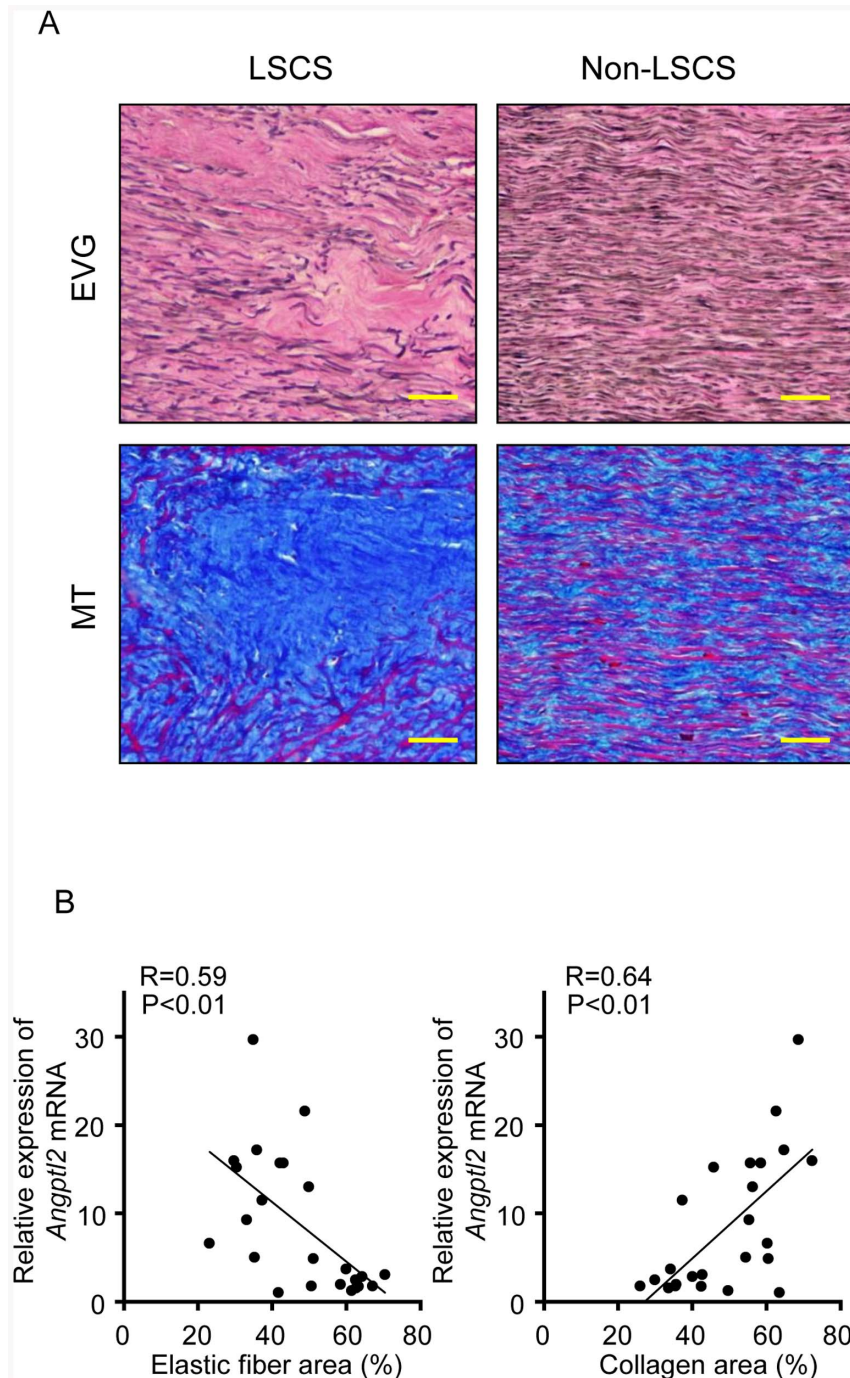 A
LSCS
Non-LSCS
EVG
MT
B
R=0.59
P<0.01
Relative expression of
Angptl2 mRNA
30
20
10
0
0
20
40
60
80
Elastic fiber area (%)
R=0.64
P<0.01
Relative expression of
Angptl2 mRNA
30
20
10
0
0
20
40
60
80
Collagen area (%)